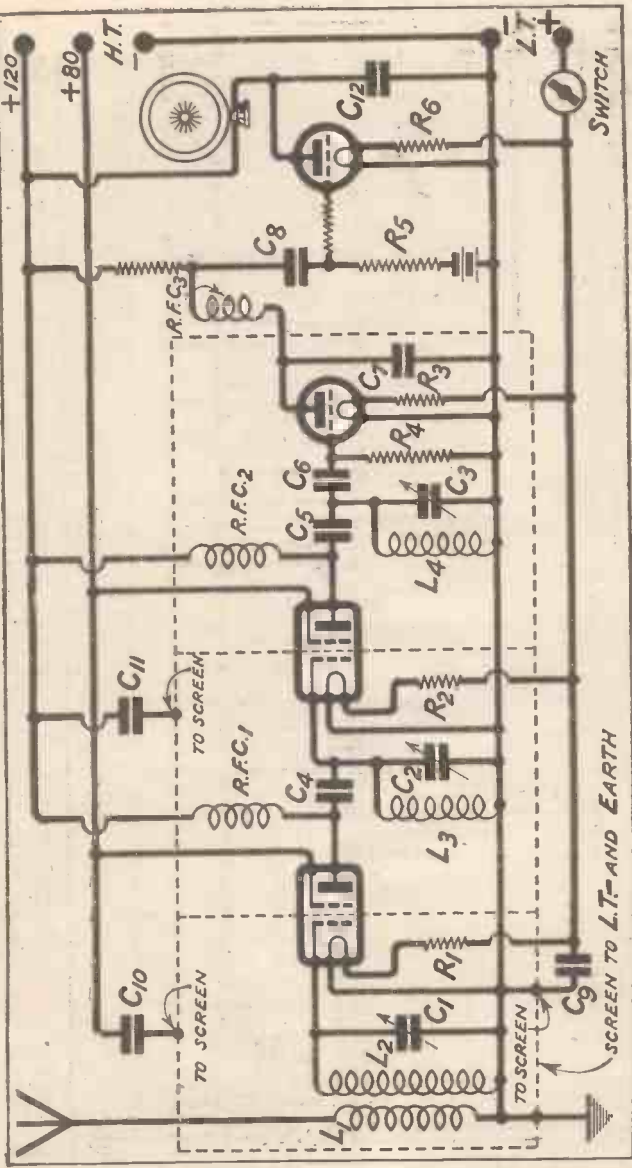 +120
+80
H.T.
–
–
L.T.
+
SWITCH
C12
R6
C8
R5
R.F.C.3
C7
R3
R4
C6
C5
C3
L4
R.F.C.2
C11
TO SCREEN
R2
C2
L3
C4
R.F.C.1
C10
TO SCREEN
R1
C1
L2
L1
C9
TO SCREEN
SCREEN TO L.T.– AND EARTH